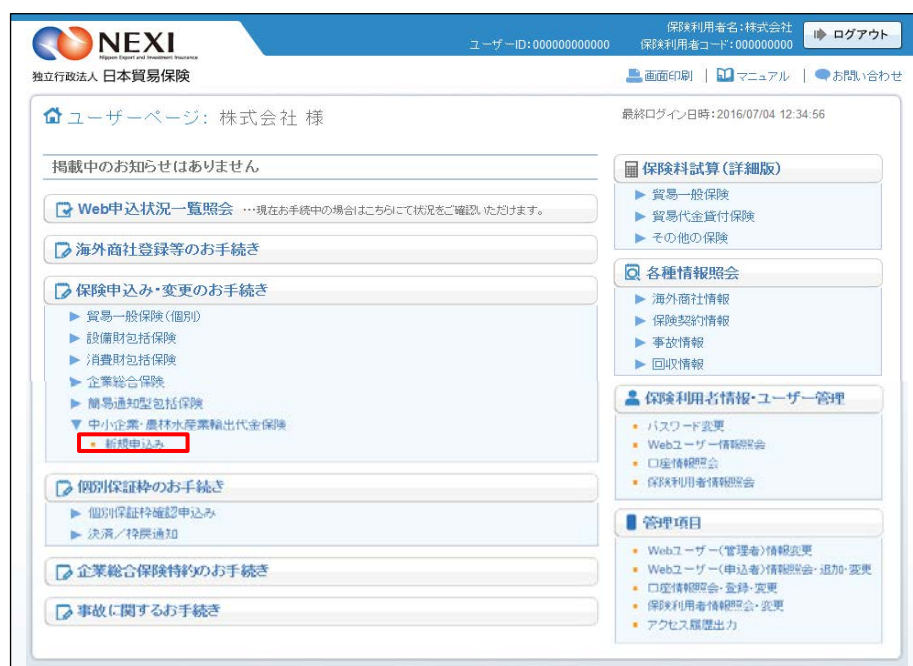 NEXI
Nippon Export and Investment Insurance
独立行政法人 日本貿易保険
ユーザーID:000000000000
保険利用者名:株式会社
保険利用者コード:000000000
ログアウト
画面印刷 | マニュアル | お問い合わせ
ユーザーページ: 株式会社 様
最終ログイン日時:2016/07/04 12:34:56
掲載中のお知らせはありません
Web申込状況一覧照会 …現在お手続中の場合はこちらにて状況をご確認いただけます。
海外商社登録等のお手続き
保険申込み・変更のお手続き
貿易一般保険(個別)
設備財包括保険
消費財包括保険
企業総合保険
簡易通知型包括保険
中小企業・農林水産業輸出代金保険
新規申込み
個別保証枠のお手続き
個別保証枠確認申込み
決済/枠戻通知
企業総合保険特約のお手続き
事故に関するお手続き
保険料試算(詳細版)
貿易一般保険
貿易代金貸付保険
その他の保険
各種情報照会
海外商社情報
保険契約情報
事故情報
回収情報
保険利用者情報・ユーザー管理
パスワード変更
Webユーザー情報照会
口座情報照会
保険利用者情報照会
管理項目
Webユーザー(管理者)情報変更
Webユーザー(申込者)情報照会・追加・変更
口座情報照会・登録・変更
保険利用者情報照会・変更
アクセス履歴出力